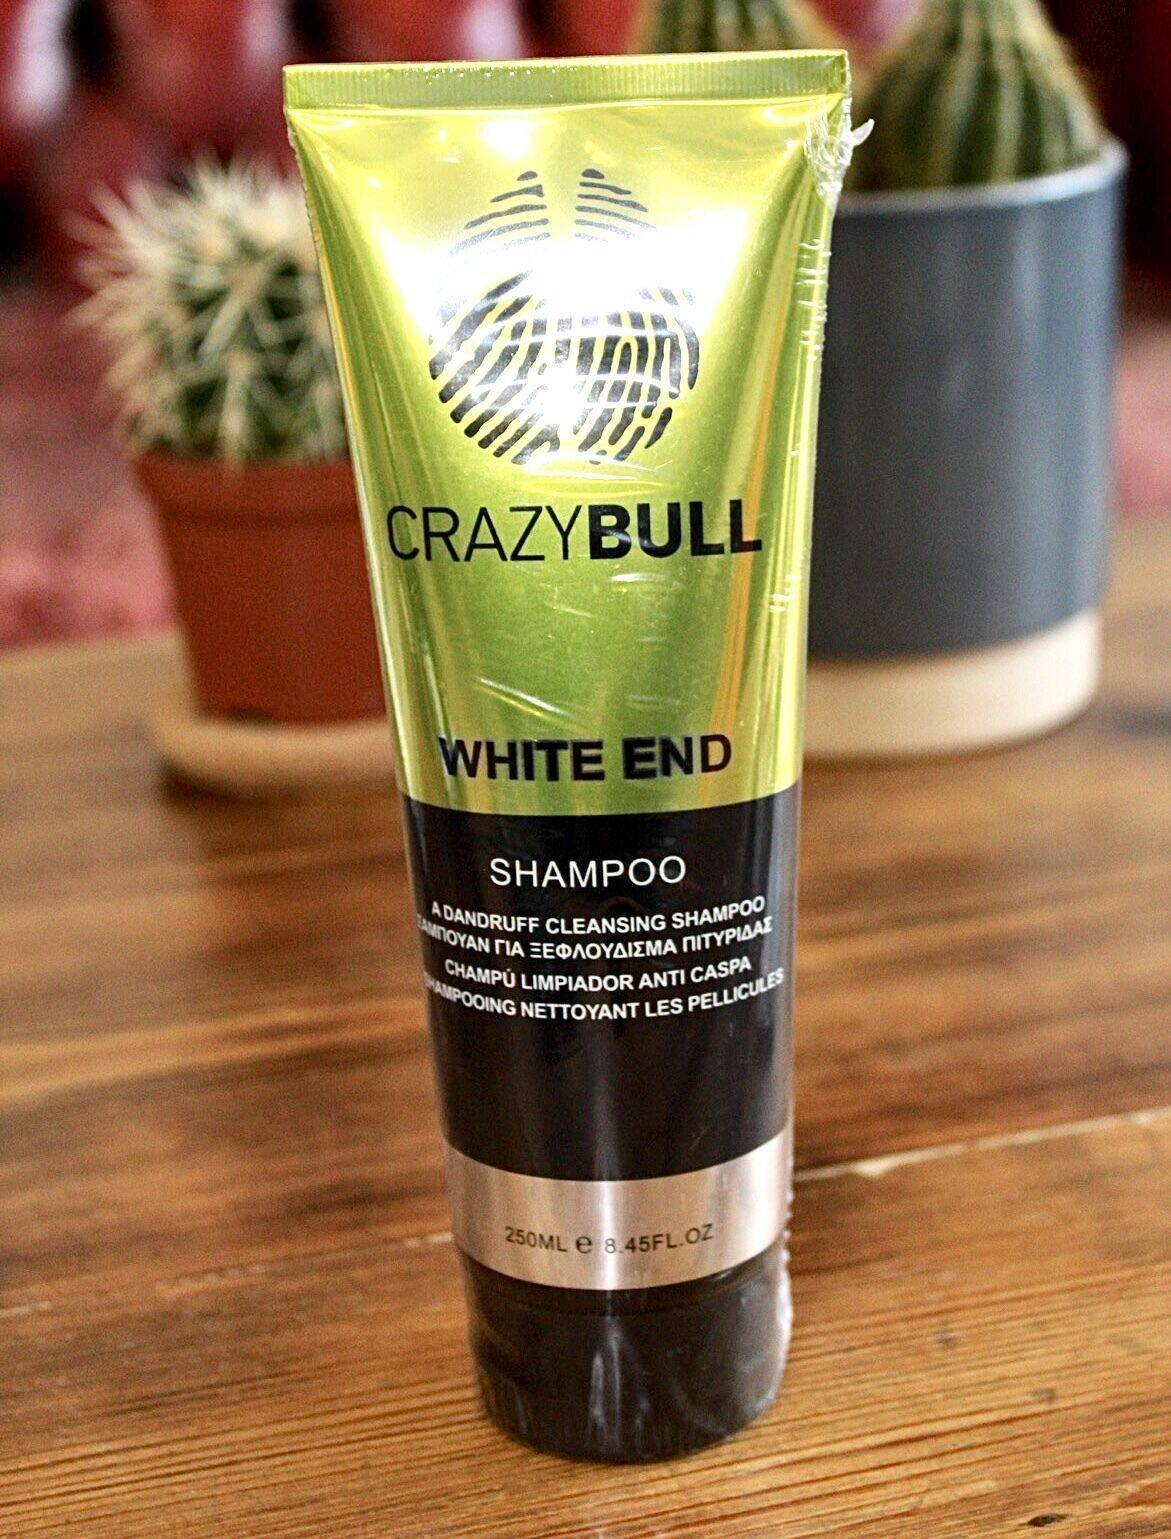 CRAZYBULL
WHITE END
SHAMPOO
A DANDRUFF CLEANSING SHAMPOO
ΣΑΜΠΟΥΑΝ ΓΙΑ ΞΕΦΛΟΥΔΙΣΜΑ ΠΙΤΥΡΙΔΑΣ
CHAMPÚ LIMPIADOR ANTI CASPA
SHAMPOOING NETTOYANT LES PELLICULES
250ML ℮ 8.45FL.OZ